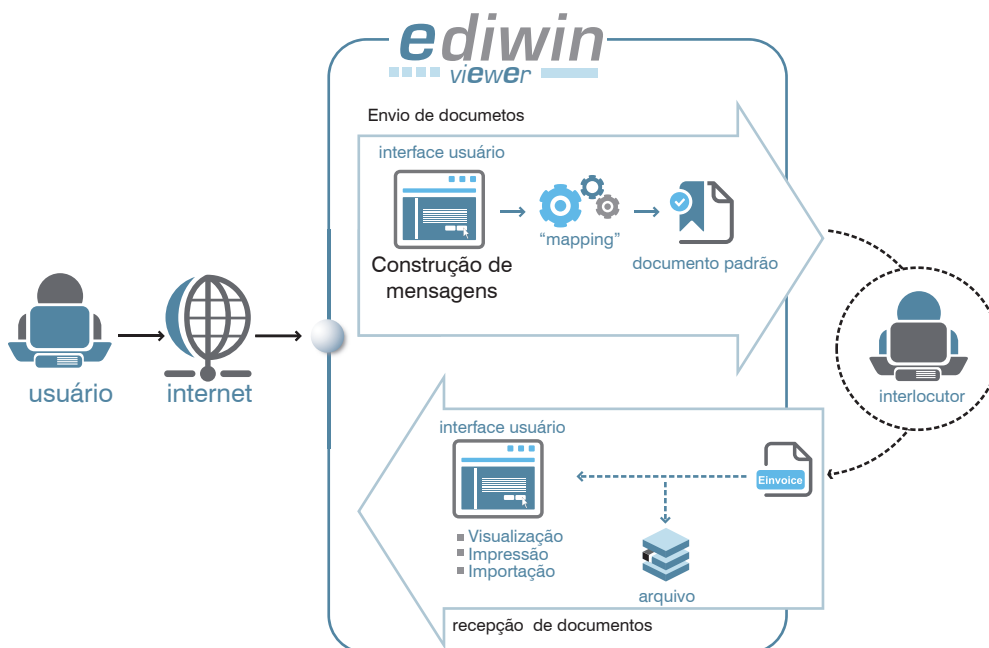 ediwin
viewer
Envio de documetos
interface usuário
“mapping”
documento padrão
Construção de
mensagens
usuário
internet
interlocutor
interface usuário
Einvoice
Visualização
Impressão
Importação
arquivo
recepção de documentos